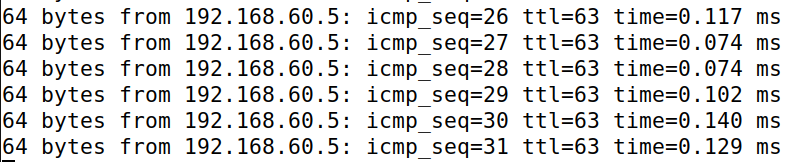 64 bytes from 192.168.60.5: icmp_seq=26 ttl=63 time=0.117 ms
64 bytes from 192.168.60.5: icmp_seq=27 ttl=63 time=0.074 ms
64 bytes from 192.168.60.5: icmp_seq=28 ttl=63 time=0.074 ms
64 bytes from 192.168.60.5: icmp_seq=29 ttl=63 time=0.102 ms
64 bytes from 192.168.60.5: icmp_seq=30 ttl=63 time=0.140 ms
64 bytes from 192.168.60.5: icmp_seq=31 ttl=63 time=0.129 ms